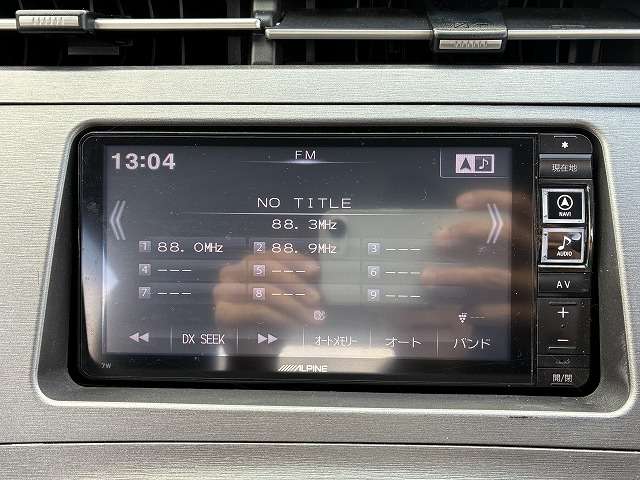 13:04
FM
NO TITLE
88.3MHz
1 88.0MHz 2 88.9MHz 3 ---
4 --- 5 --- 6 ---
7 --- 8 --- 9 ---
DX SEEK ｵｰﾄﾒﾓﾘｰ オート バンド
7W
ALPINE
*
現在地
NAVI
AUDIO
AV
+
−
開/閉